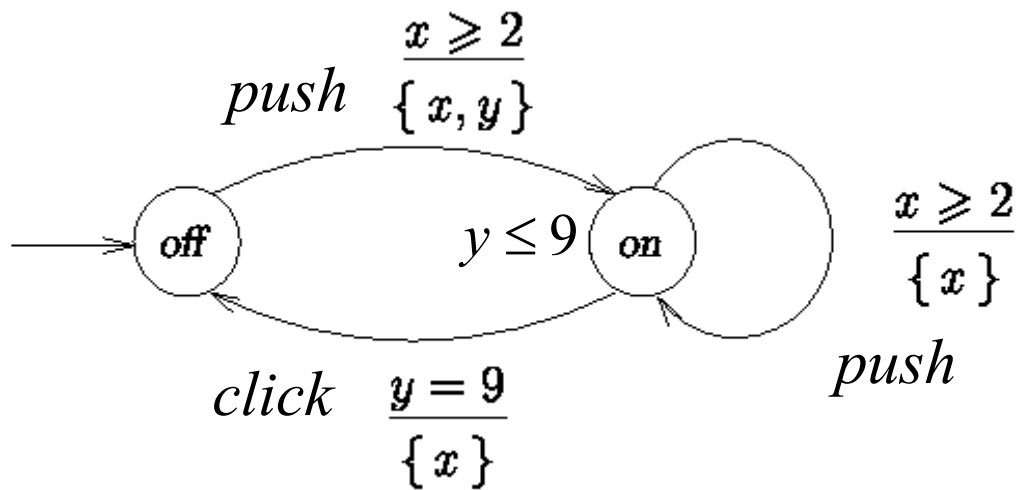 push x ⩾ 2
{ x, y }
off
y ≤ 9
on
x ⩾ 2
{ x }
push
click y = 9
{ x }